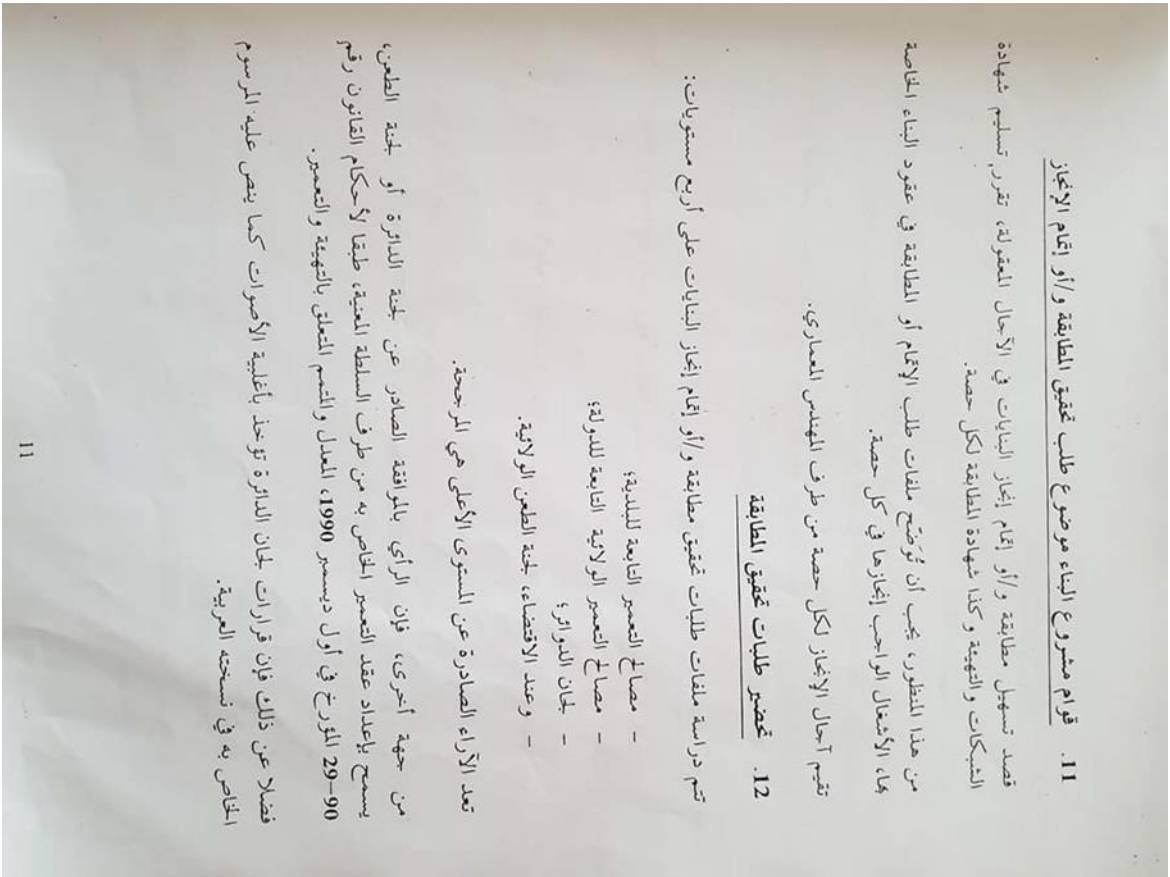 11. قوام مشروع البناء موضوع طلب تحقيق المطابقة و/أو إتمام الإنجاز
قصد تسهيل مطابقة و/أو إتمام إنجاز البنايات في الآجال المعقولة، تقرر تسليم شهادة
الشبكات والتهيئة وكذا شهادة المطابقة لكل حصة.
من هذا المنظور، يجب أن تُوَضح ملفات طلب الإتمام أو المطابقة في عقود البناء الخاصة
بها، الأشغال الواجب إنجازها في كل حصة.
تقيم آجال الإنجاز لكل حصة من طرف المهندس المعماري.
12. تحضير طلبات تحقيق المطابقة
تتم دراسة ملفات طلبات تحقيق مطابقة و/أو إتمام إنجاز البنايات على أربع مستويات:
- مصالح التعمير التابعة للبلدية؛
- مصالح التعمير الولائية التابعة للدولة؛
- لجان الدوائر؛
- وعند الاقتضاء، لجنة الطعن الولائية.
تعد الآراء الصادرة عن المستوى الأعلى هي المرجحة.
من جهة أخرى، فإن الرأي بالموافقة الصادر عن لجنة الدائرة أو لجنة الطعن،
يسمح بإعداد عقد التعمير الخاص به من طرف السلطة المعنية، طبقا لأحكام القانون رقم
90-29 المؤرخ في أول ديسمبر 1990، المعدل والمتمم المتعلق بالتهيئة والتعمير.
فضلا عن ذلك فإن قرارات لجان الدائرة تؤخذ بأغلبية الأصوات كما ينص عليه المرسوم
الخاص به في نسخته العربية.
11